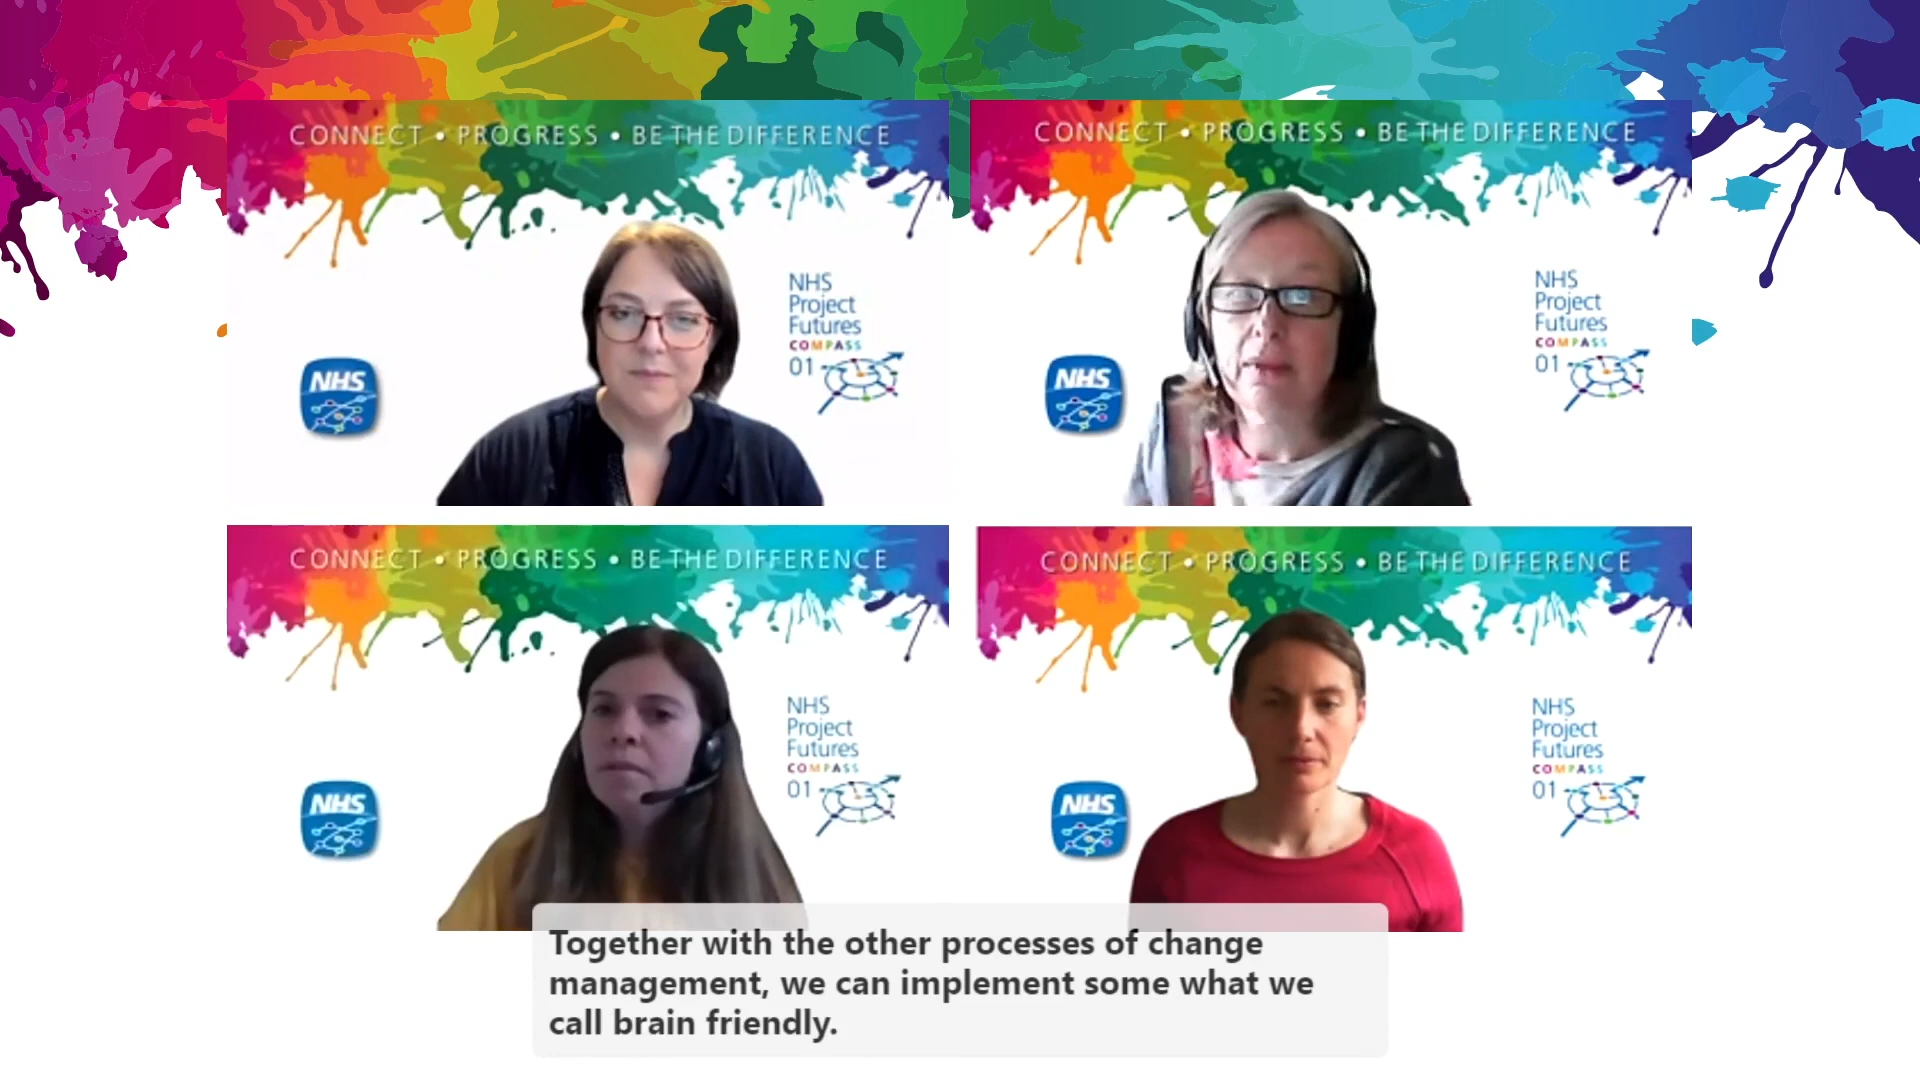 CONNECT • PROGRESS • BE THE DIFFERENCE
NHS
Project
Futures
COMPASS
01
NHS
CONNECT • PROGRESS • BE THE DIFFERENCE
NHS
Project
Futures
COMPASS
01
NHS
CONNECT • PROGRESS • BE THE DIFFERENCE
NHS
Project
Futures
COMPASS
01
NHS
CONNECT • PROGRESS • BE THE DIFFERENCE
NHS
Project
Futures
COMPASS
01
NHS
Together with the other processes of change
management, we can implement some what we
call brain friendly.